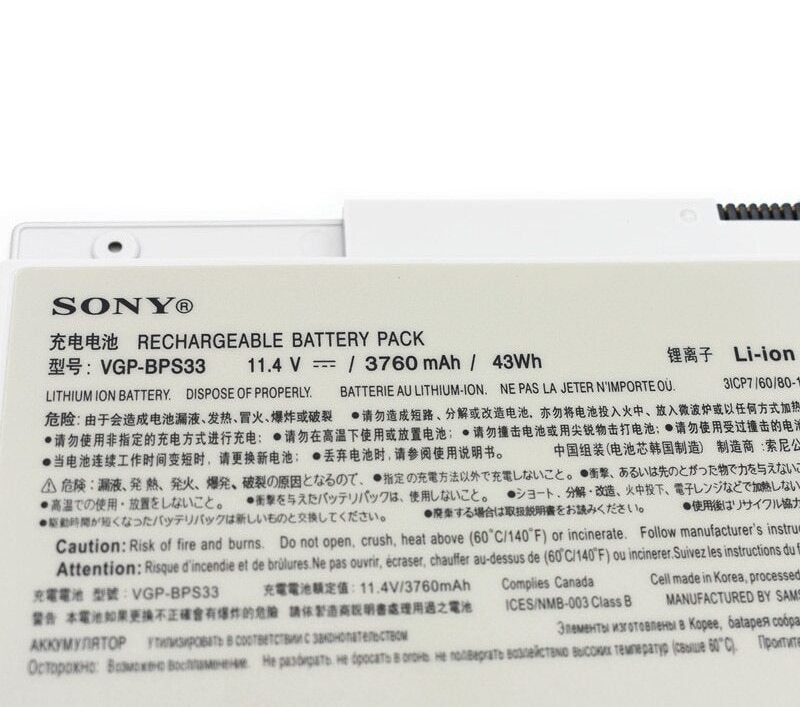 SONY®
充电电池 RECHARGEABLE BATTERY PACK
型号: VGP-BPS33 11.4 V ⎓ / 3760 mAh / 43Wh 锂离子 Li-ion
LITHIUM ION BATTERY. DISPOSE OF PROPERLY. BATTERIE AU LITHIUM-ION. NE PAS LA JETER N'IMPORTE OÙ. 3ICP7/60/80-1
危险: 由于会造成电池漏液、发热、冒火、爆炸或破裂 ●请勿造成短路、分解或改造电池。亦勿将电池投入火中、放入微波炉或以任何方式加热
●请勿使用非指定的充电方式进行充电; ●请勿在高温下使用或放置电池; ●请勿撞击电池或用尖锐物击打电池; ●请勿使用受过撞击的电池
●当电池连续工作时间变短时, 请更换新电池; ●丢弃电池时, 请参阅使用说明书。 中国组装(电池芯韩国制造) 制造商:索尼公
⚠危険: 漏液、発熱、発火、爆発、破裂の原因となるので、●指定の充電方法以外で充電しないこと。●衝撃、あるいは先のとがった物で力を与えないこ
●高温での使用・放置をしないこと。 ●衝撃を与えたバッテリパックは、使用しないこと。 ●ショート、分解・改造、火中投下、電子レンジなどで加熱しない
●駆動時間が短くなったバッテリパックは新しいものと交換してください。 ●廃棄する場合は取扱説明書をお読みください。 ●使用後はリサイクル協力
Caution: Risk of fire and burns. Do not open, crush, heat above (60°C/140°F) or incinerate. Follow manufacturer's instruc
Attention: Risque d'incendie et de brûlures. Ne pas ouvrir, écraser, chauffer au-dessus de (60°C/140°F) ou incinerer. Suivez les instructions du f
充電電池 型號: VGP-BPS33 充電電池額定值: 11.4V/3760mAh Complies Canada Cell made in Korea, processed
警告 本電池如果更換不正確會有爆炸的危險 請依製造商說明書處理用過之電池 ICES/NMB-003 Class B MANUFACTURED BY SAMS
АККУМУЛЯТОР УТИЛИЗИРОВАТЬ В СООТВЕТСТВИИ С ЗАКОНОДАТЕЛЬСТВОМ Элементы изготовлены в Корее, батарея собра
Осторожно: Возможно воспламенение. Не разбирать, не бросать в огонь, не подвергать воздействию высоких температур (свыше 60°C).